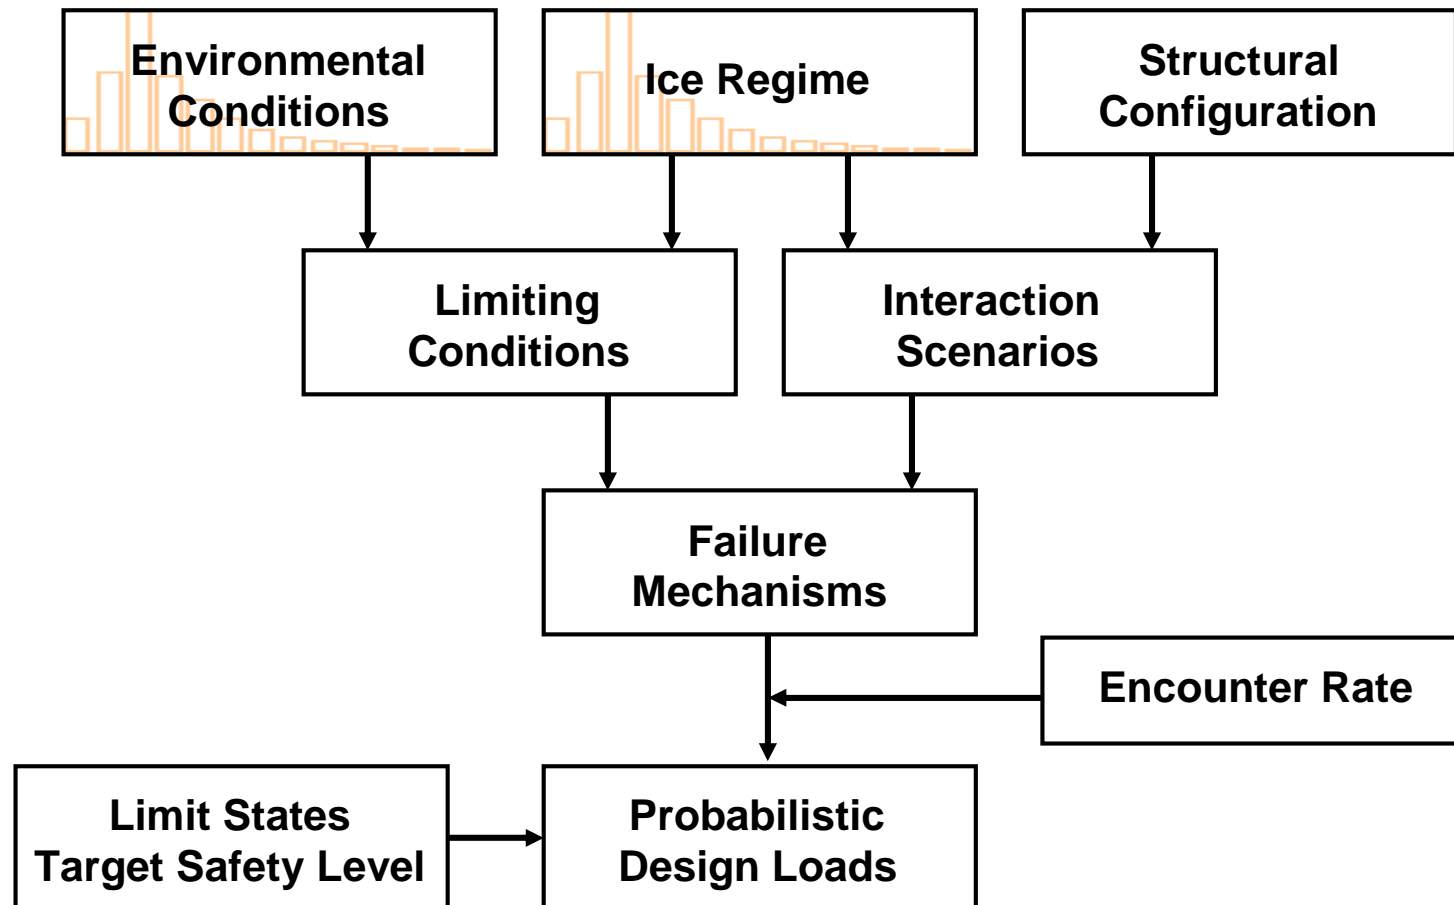 Environmental
Conditions
Ice Regime
Structural
Configuration
Limiting
Conditions
Interaction
Scenarios
Failure
Mechanisms
Encounter Rate
Limit States
Target Safety Level
Probabilistic
Design Loads